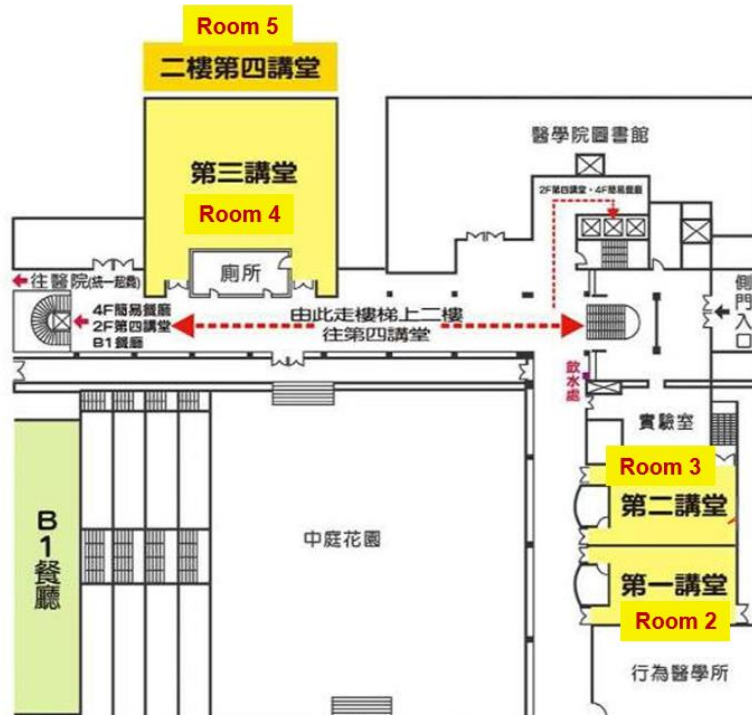 Room 5
二樓第四講堂
醫學院圖書館
第三講堂
2F第四講堂·4F簡易餐廳
Room 4
廁所
往醫院(統一超商)
側門入口
4F簡易餐廳
2F第四講堂
B1餐廳
由此走樓梯上二樓
往第四講堂
飲水處
實驗室
Room 3
第二講堂
B1餐廳
中庭花園
第一講堂
Room 2
行為醫學所